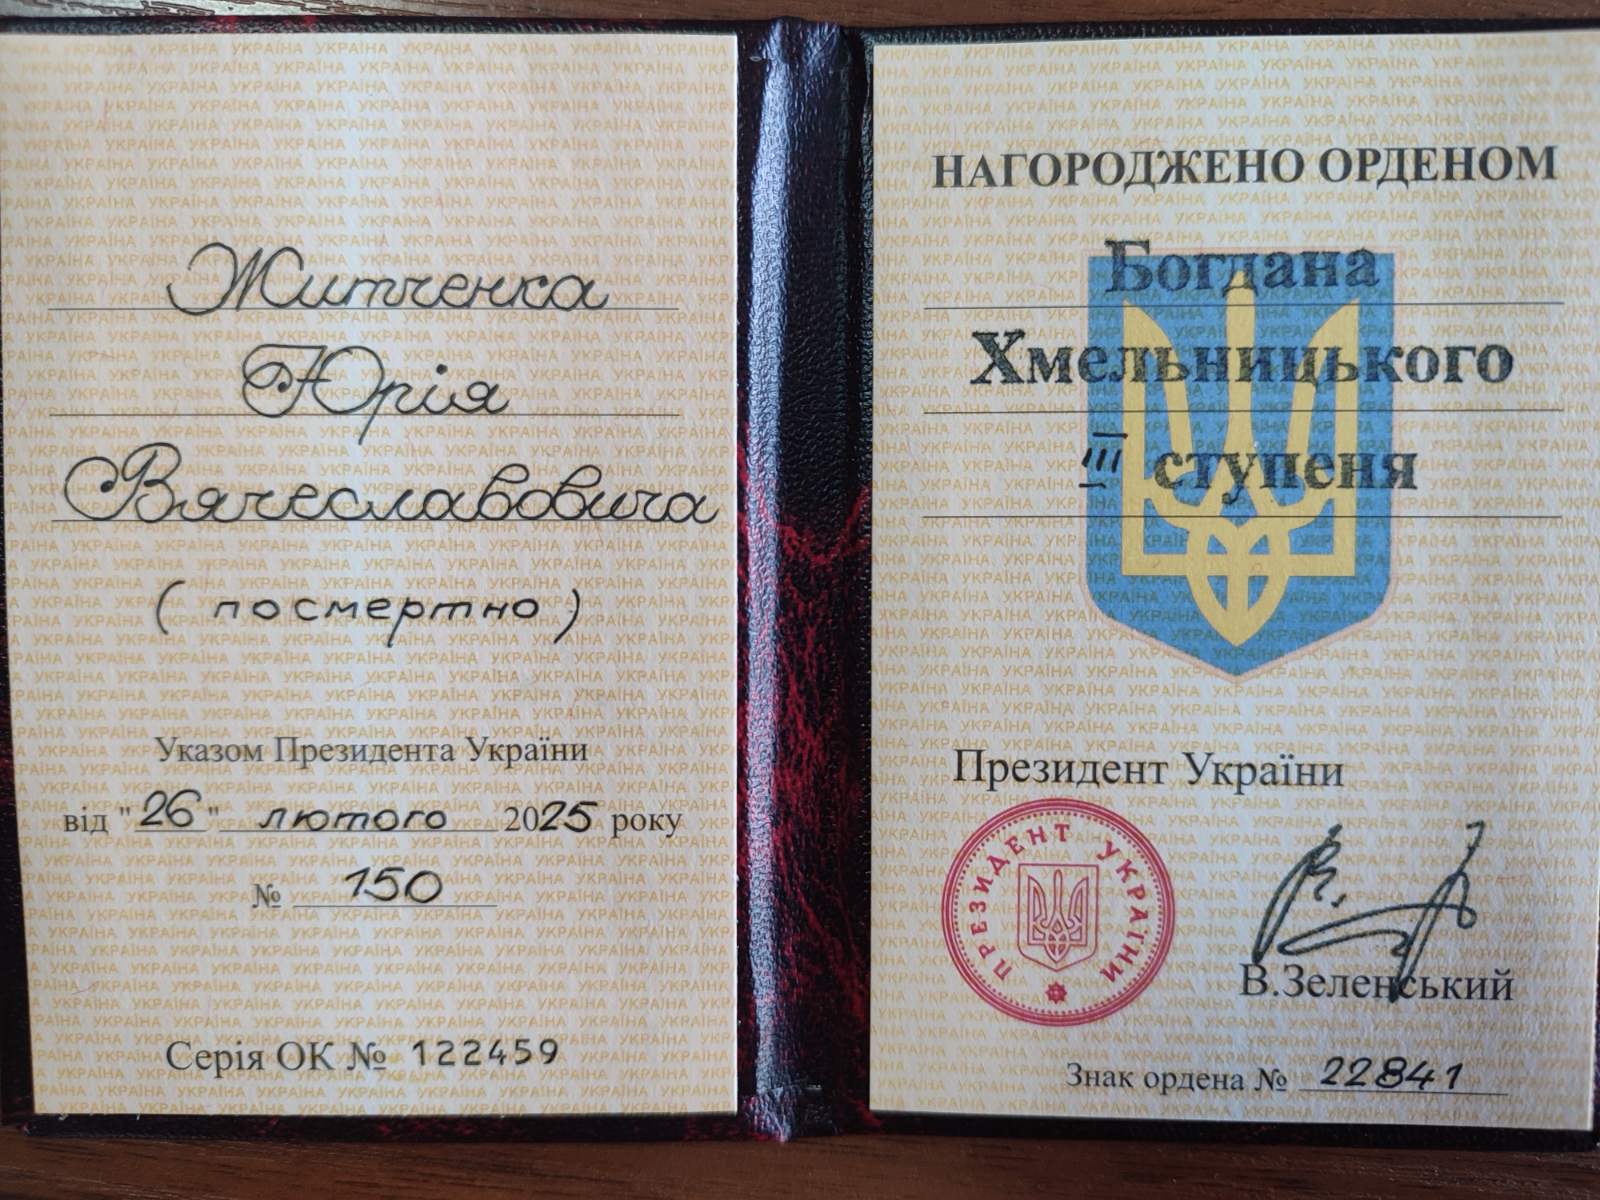 Житченка
Юрія
Вячеславовича
(посмертно)
Указом Президента України
від "26" лютого 2025 року
№ 150
Серія ОК № 122459
НАГОРОДЖЕНО ОРДЕНОМ
Богдана
Хмельницького
III ступеня
Президент України
ПРЕЗИДЕНТ УКРАЇНИ
В.Зеленський
Знак ордена № 22841